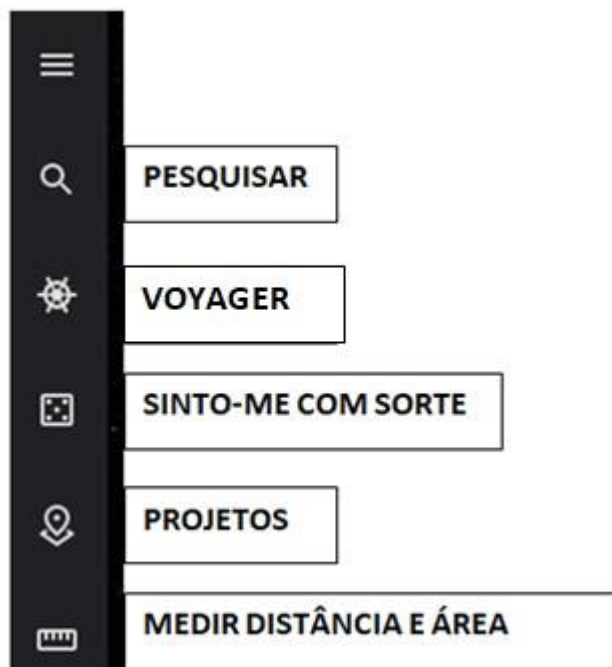 PESQUISAR
VOYAGER
SINTO-ME COM SORTE
PROJETOS
MEDIR DISTÂNCIA E ÁREA